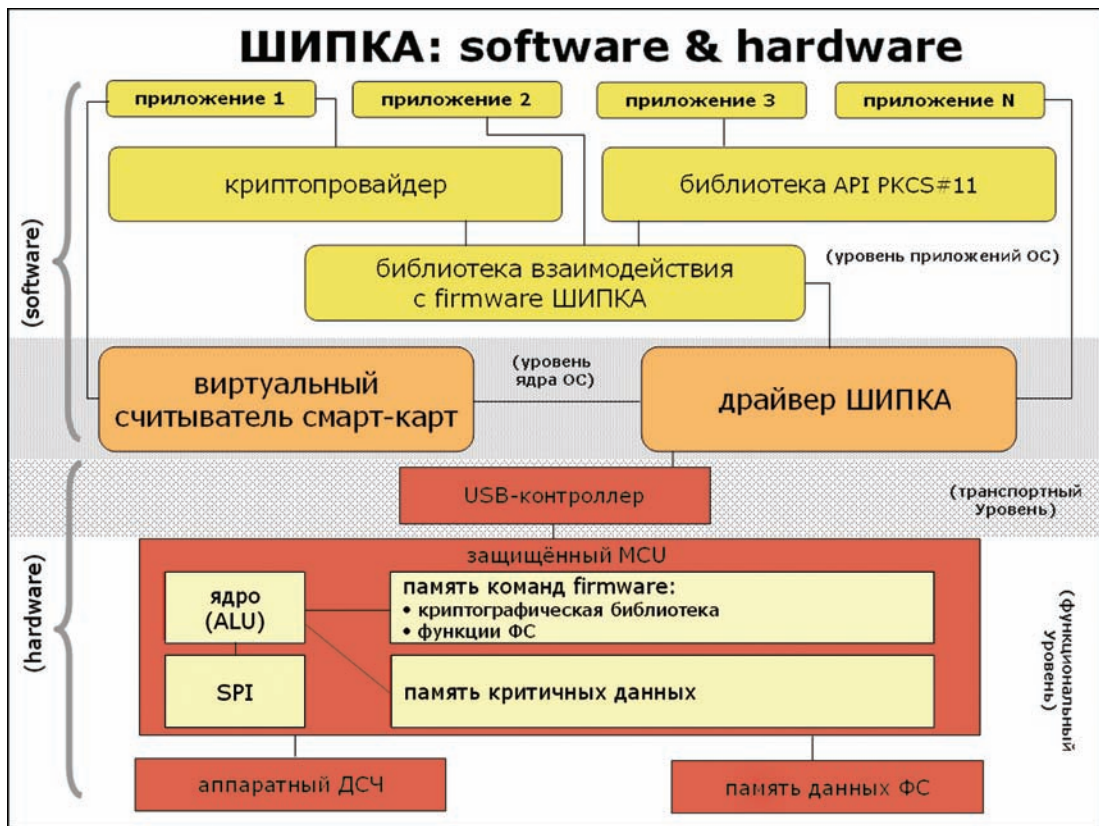 ШИПКА: software & hardware
приложение 1
приложение 2
приложение 3
приложение N
криптопровайдер
библиотека API PKCS#11
(software)
библиотека взаимодействия
с firmware ШИПКА
(уровень приложений ОС)
виртуальный
считыватель смарт-карт
(уровень
ядра ОС)
драйвер ШИПКА
(hardware)
USB-контроллер
(транспортный
Уровень)
защищённый MCU
ядро
(ALU)
память команд firmware:
• криптографическая библиотека
• функции ФС
SPI
память критичных данных
(функциональный
Уровень)
аппаратный ДСЧ
память данных ФС